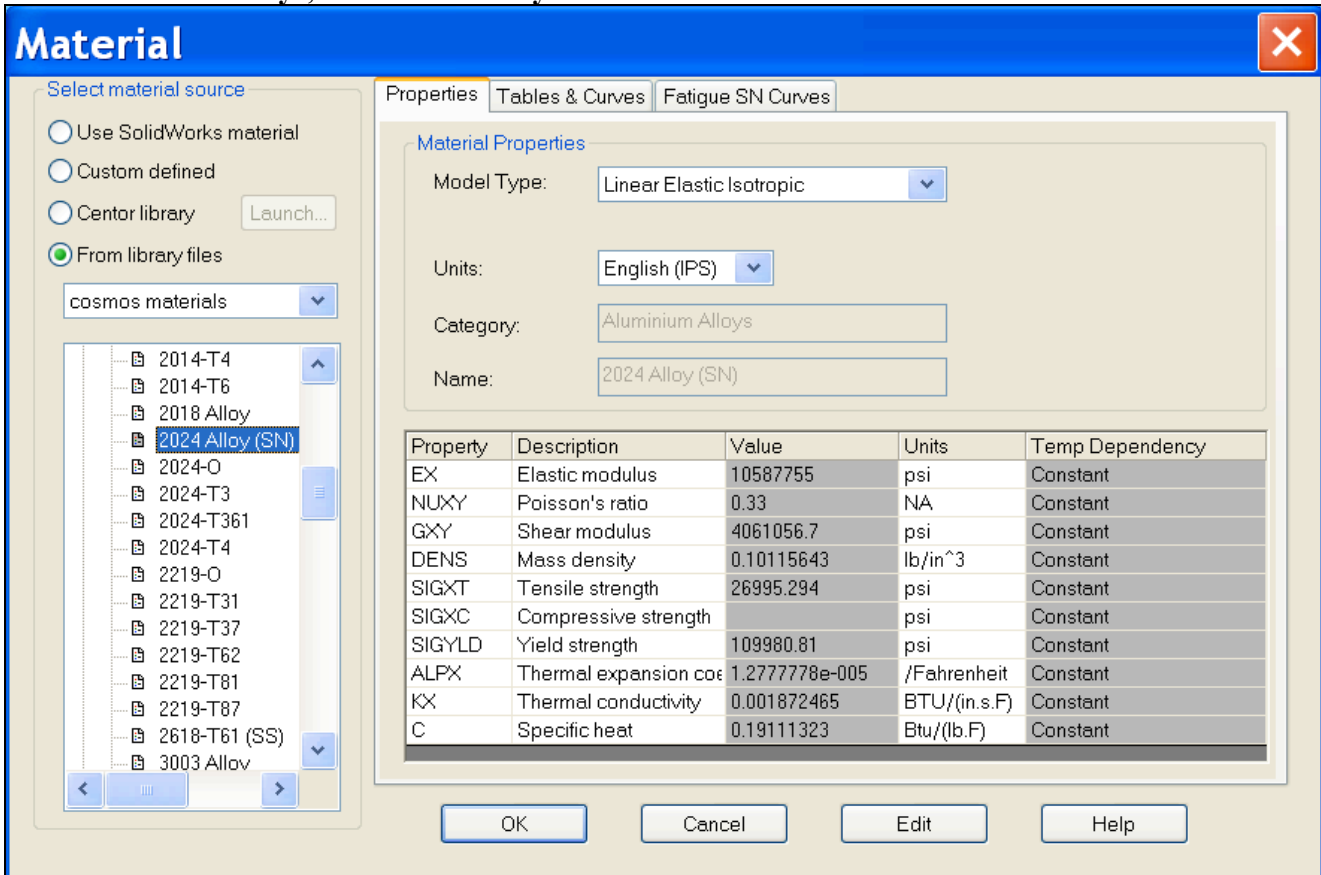 Material
Select material source
Use SolidWorks material
Custom defined
Centor library Launch...
From library files
cosmos materials
2014-T4
2014-T6
2018 Alloy
2024 Alloy (SN)
2024-O
2024-T3
2024-T361
2024-T4
2219-O
2219-T31
2219-T37
2219-T62
2219-T81
2219-T87
2618-T61 (SS)
3003 Alloy
Properties Tables & Curves Fatigue SN Curves
Material Properties
Model Type: Linear Elastic Isotropic
Units: English (IPS)
Category: Aluminium Alloys
Name: 2024 Alloy (SN)
Property Description Value Units Temp Dependency
EX Elastic modulus 10587755 psi Constant
NUXY Poisson's ratio 0.33 NA Constant
GXY Shear modulus 4061056.7 psi Constant
DENS Mass density 0.10115643 lb/in^3 Constant
SIGXT Tensile strength 26995.294 psi Constant
SIGXC Compressive strength psi Constant
SIGYLD Yield strength 109980.81 psi Constant
ALPX Thermal expansion coe 1.2777778e-005 /Fahrenheit Constant
KX Thermal conductivity 0.001872465 BTU/(in.s.F) Constant
C Specific heat 0.19111323 Btu/(lb.F) Constant
OK Cancel Edit Help